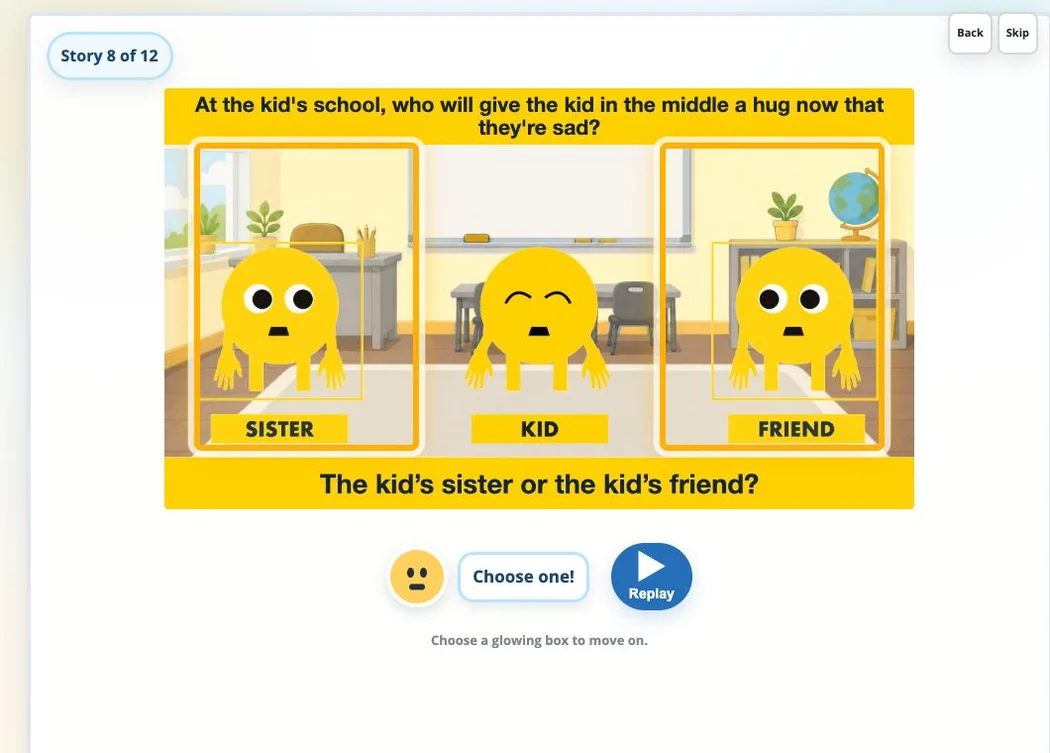 Back
Skip
Story 8 of 12
At the kid's school, who will give the kid in the middle a hug now that
they're sad?
SISTER
KID
FRIEND
The kid’s sister or the kid’s friend?
Choose one!
Replay
Choose a glowing box to move on.